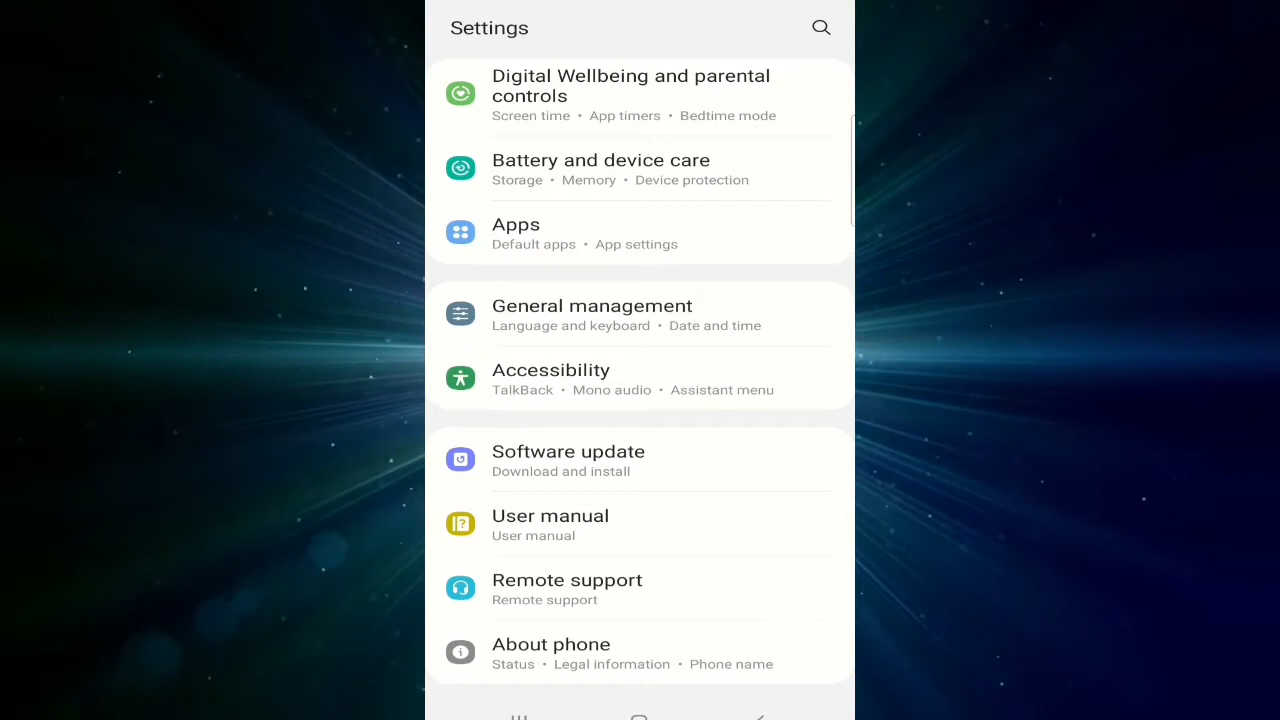 Settings
Digital Wellbeing and parental
controls
Screen time • App timers • Bedtime mode
Battery and device care
Storage • Memory • Device protection
Apps
Default apps • App settings
General management
Language and keyboard • Date and time
Accessibility
TalkBack • Mono audio • Assistant menu
Software update
Download and install
User manual
User manual
Remote support
Remote support
About phone
Status • Legal information • Phone name